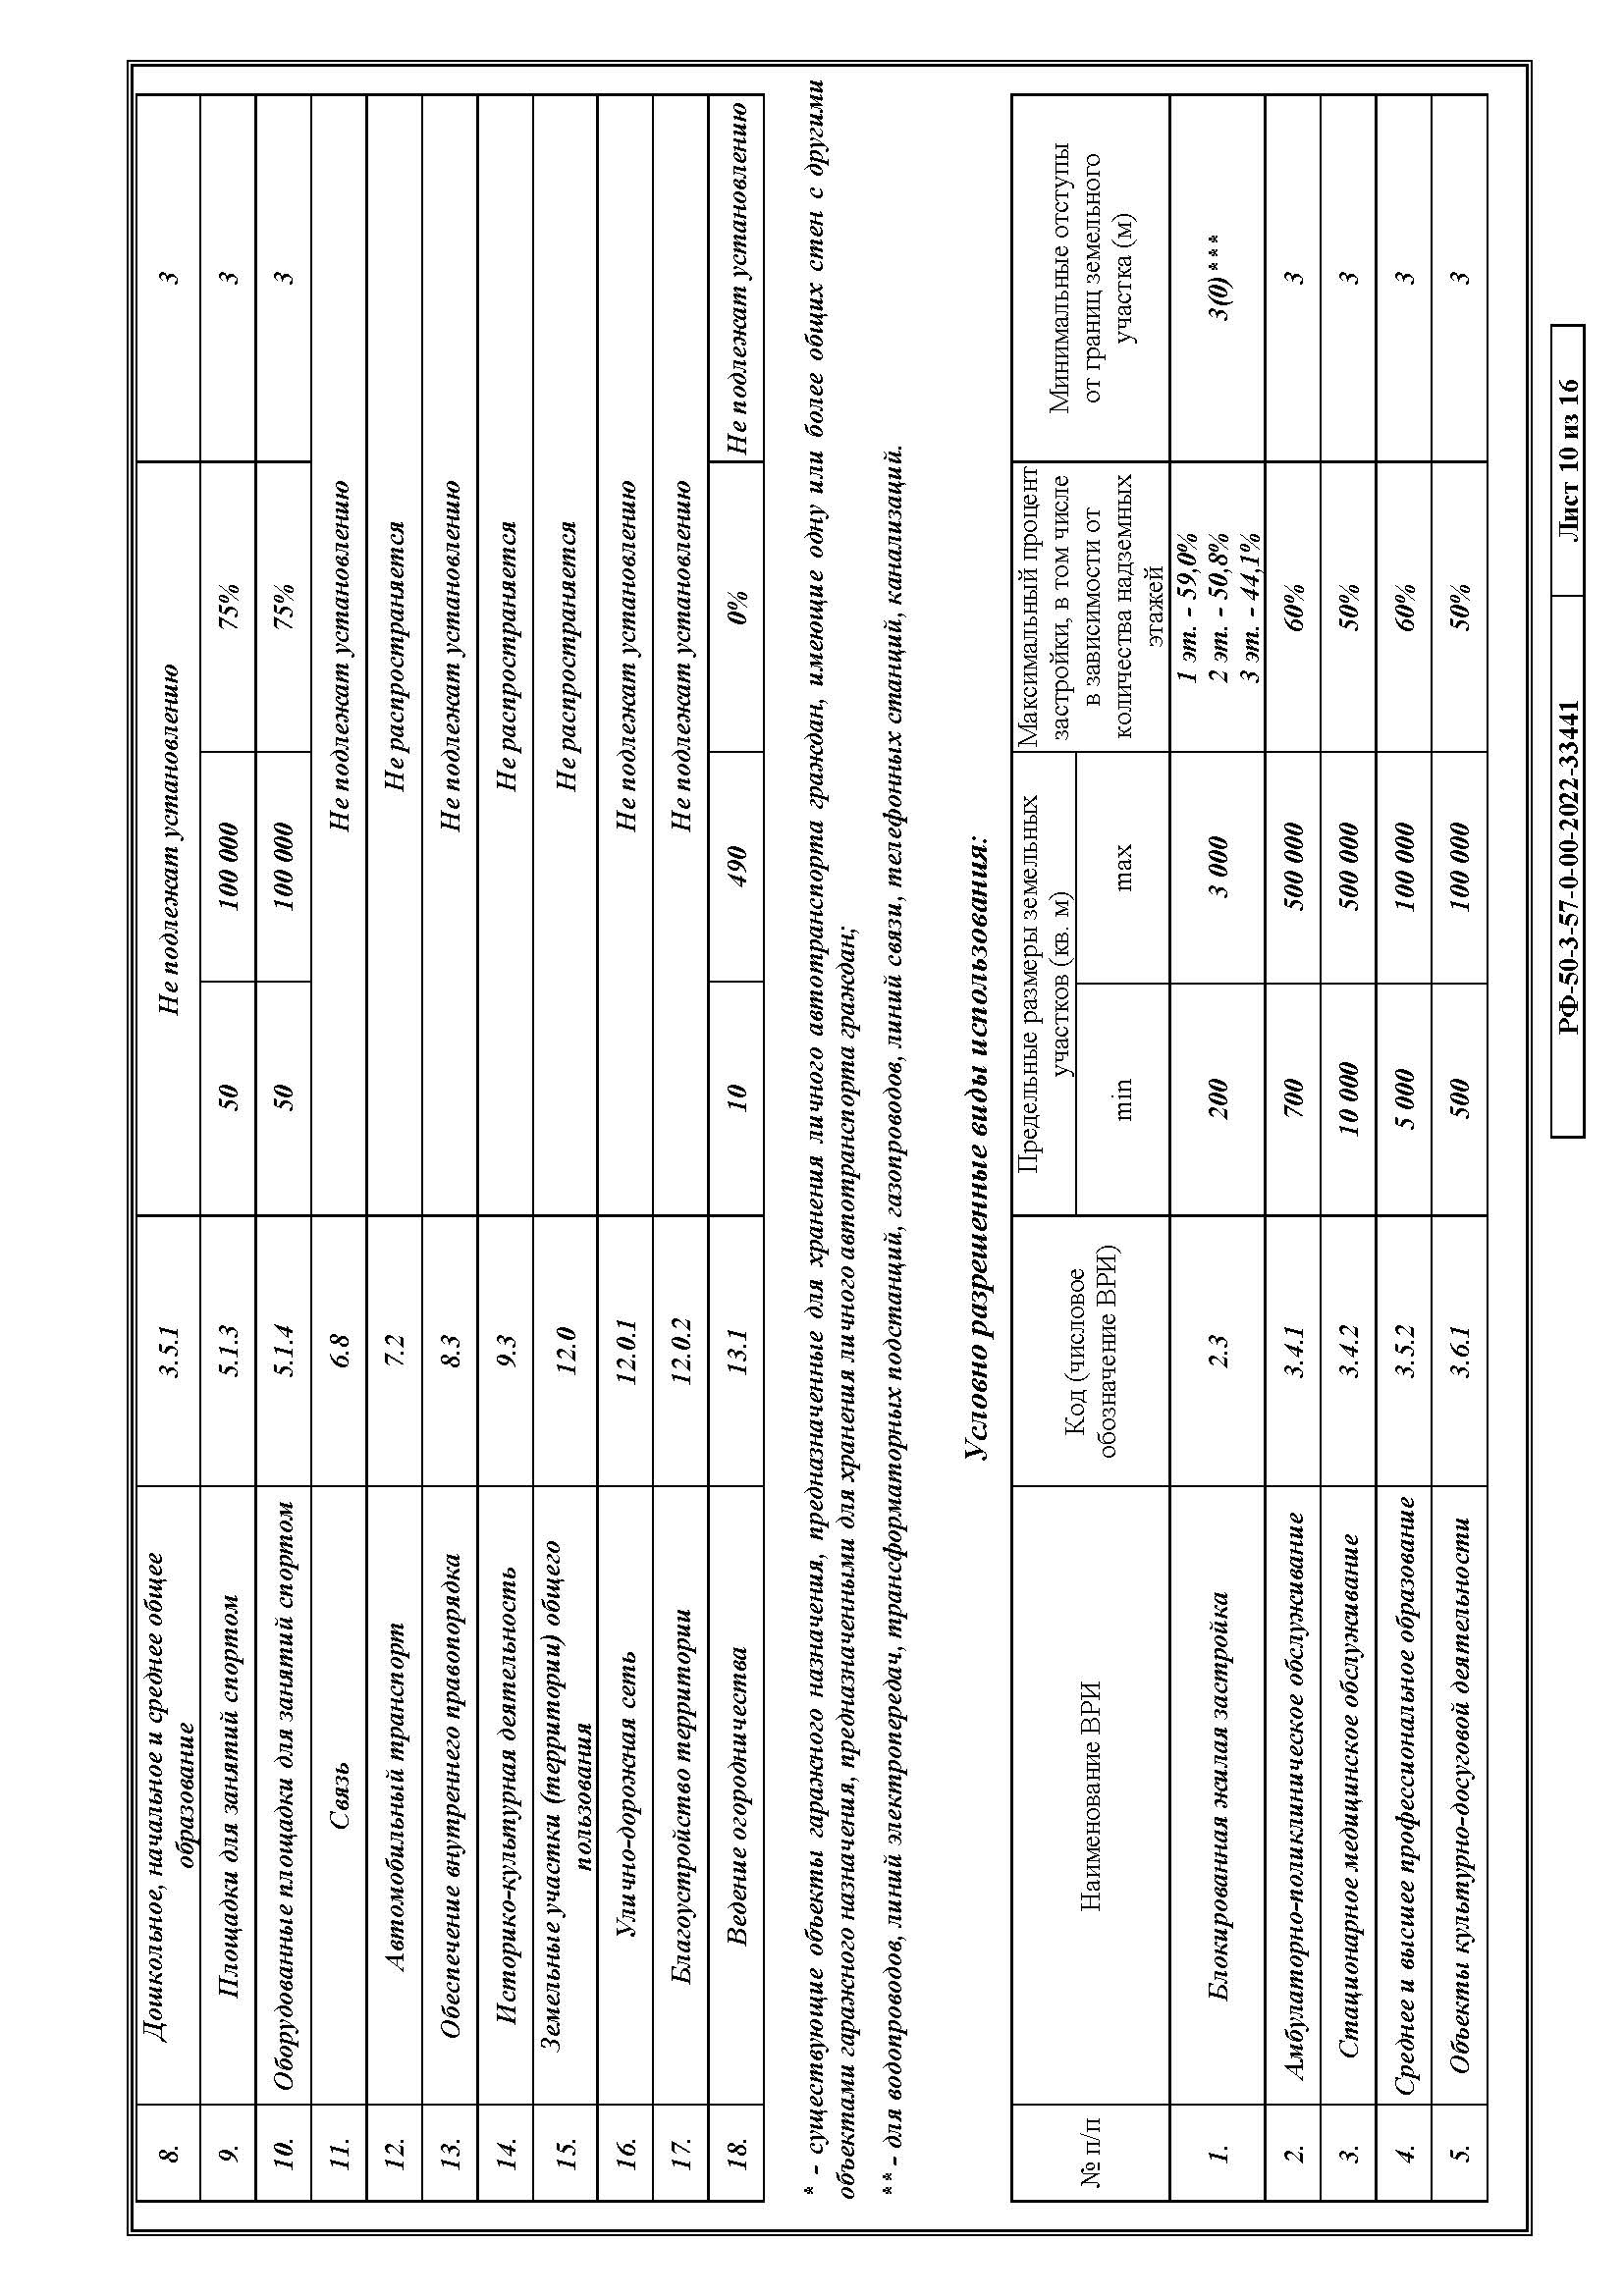 8. Дошкольное, начальное и среднее общее 3.5.1 Не подлежат установлению 3
образование
9. Площадки для занятий спортом 5.1.3 50 100 000 75% 3
10. Оборудованные площадки для занятий спортом 5.1.4 50 100 000 75% 3
11. Связь 6.8 Не подлежат установлению
12. Автомобильный транспорт 7.2 Не распространяется
13. Обеспечение внутреннего правопорядка 8.3 Не подлежат установлению
14. Историко-культурная деятельность 9.3 Не распространяется
15. Земельные участки (территории) общего 12.0 Не распространяется
пользования
16. Улично-дорожная сеть 12.0.1 Не подлежат установлению
17. Благоустройство территории 12.0.2 Не подлежат установлению
18. Ведение огородничества 13.1 10 490 0% Не подлежат установлению
* - существующие объекты гаражного назначения, предназначенные для хранения личного автотранспорта граждан, имеющие одну или более общих стен с другими
объектами гаражного назначения, предназначенными для хранения личного автотранспорта граждан;
** - для водопроводов, линий электропередач, трансформаторных подстанций, газопроводов, линий связи, телефонных станций, канализаций.
Условно разрешенные виды использования:
№ п/п
Наименование ВРИ
Код (числовое
обозначение ВРИ)
Предельные размеры земельных
участков (кв. м)
min
max
Максимальный процент
застройки, в том числе
в зависимости от
количества надземных
этажей
Минимальные отступы
от границ земельного
участка (м)
1. Блокированная жилая застройка 2.3 200 3 000 1 эт. - 59,0% 3(0)***
2 эт. - 50,8%
3 эт. - 44,1%
2. Амбулаторно-поликлиническое обслуживание 3.4.1 700 500 000 60% 3
3. Стационарное медицинское обслуживание 3.4.2 10 000 500 000 50% 3
4. Среднее и высшее профессиональное образование 3.5.2 5 000 100 000 60% 3
5. Объекты культурно-досуговой деятельности 3.6.1 500 100 000 50% 3
РФ-50-3-57-0-00-2022-33441 Лист 10 из 16